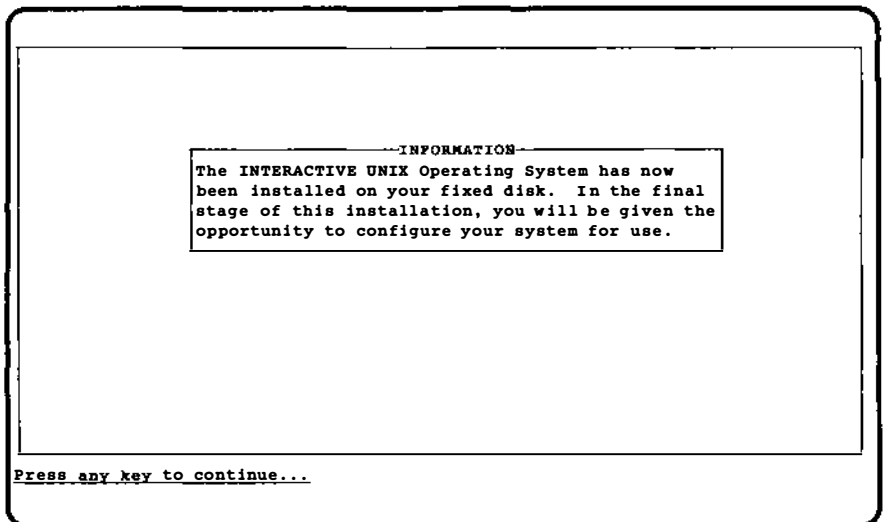 INFORMATION
The INTERACTIVE UNIX Operating System has now
been installed on your fixed disk.  In the final
stage of this installation, you will be given the
opportunity to configure your system for use.
Press any key to continue...